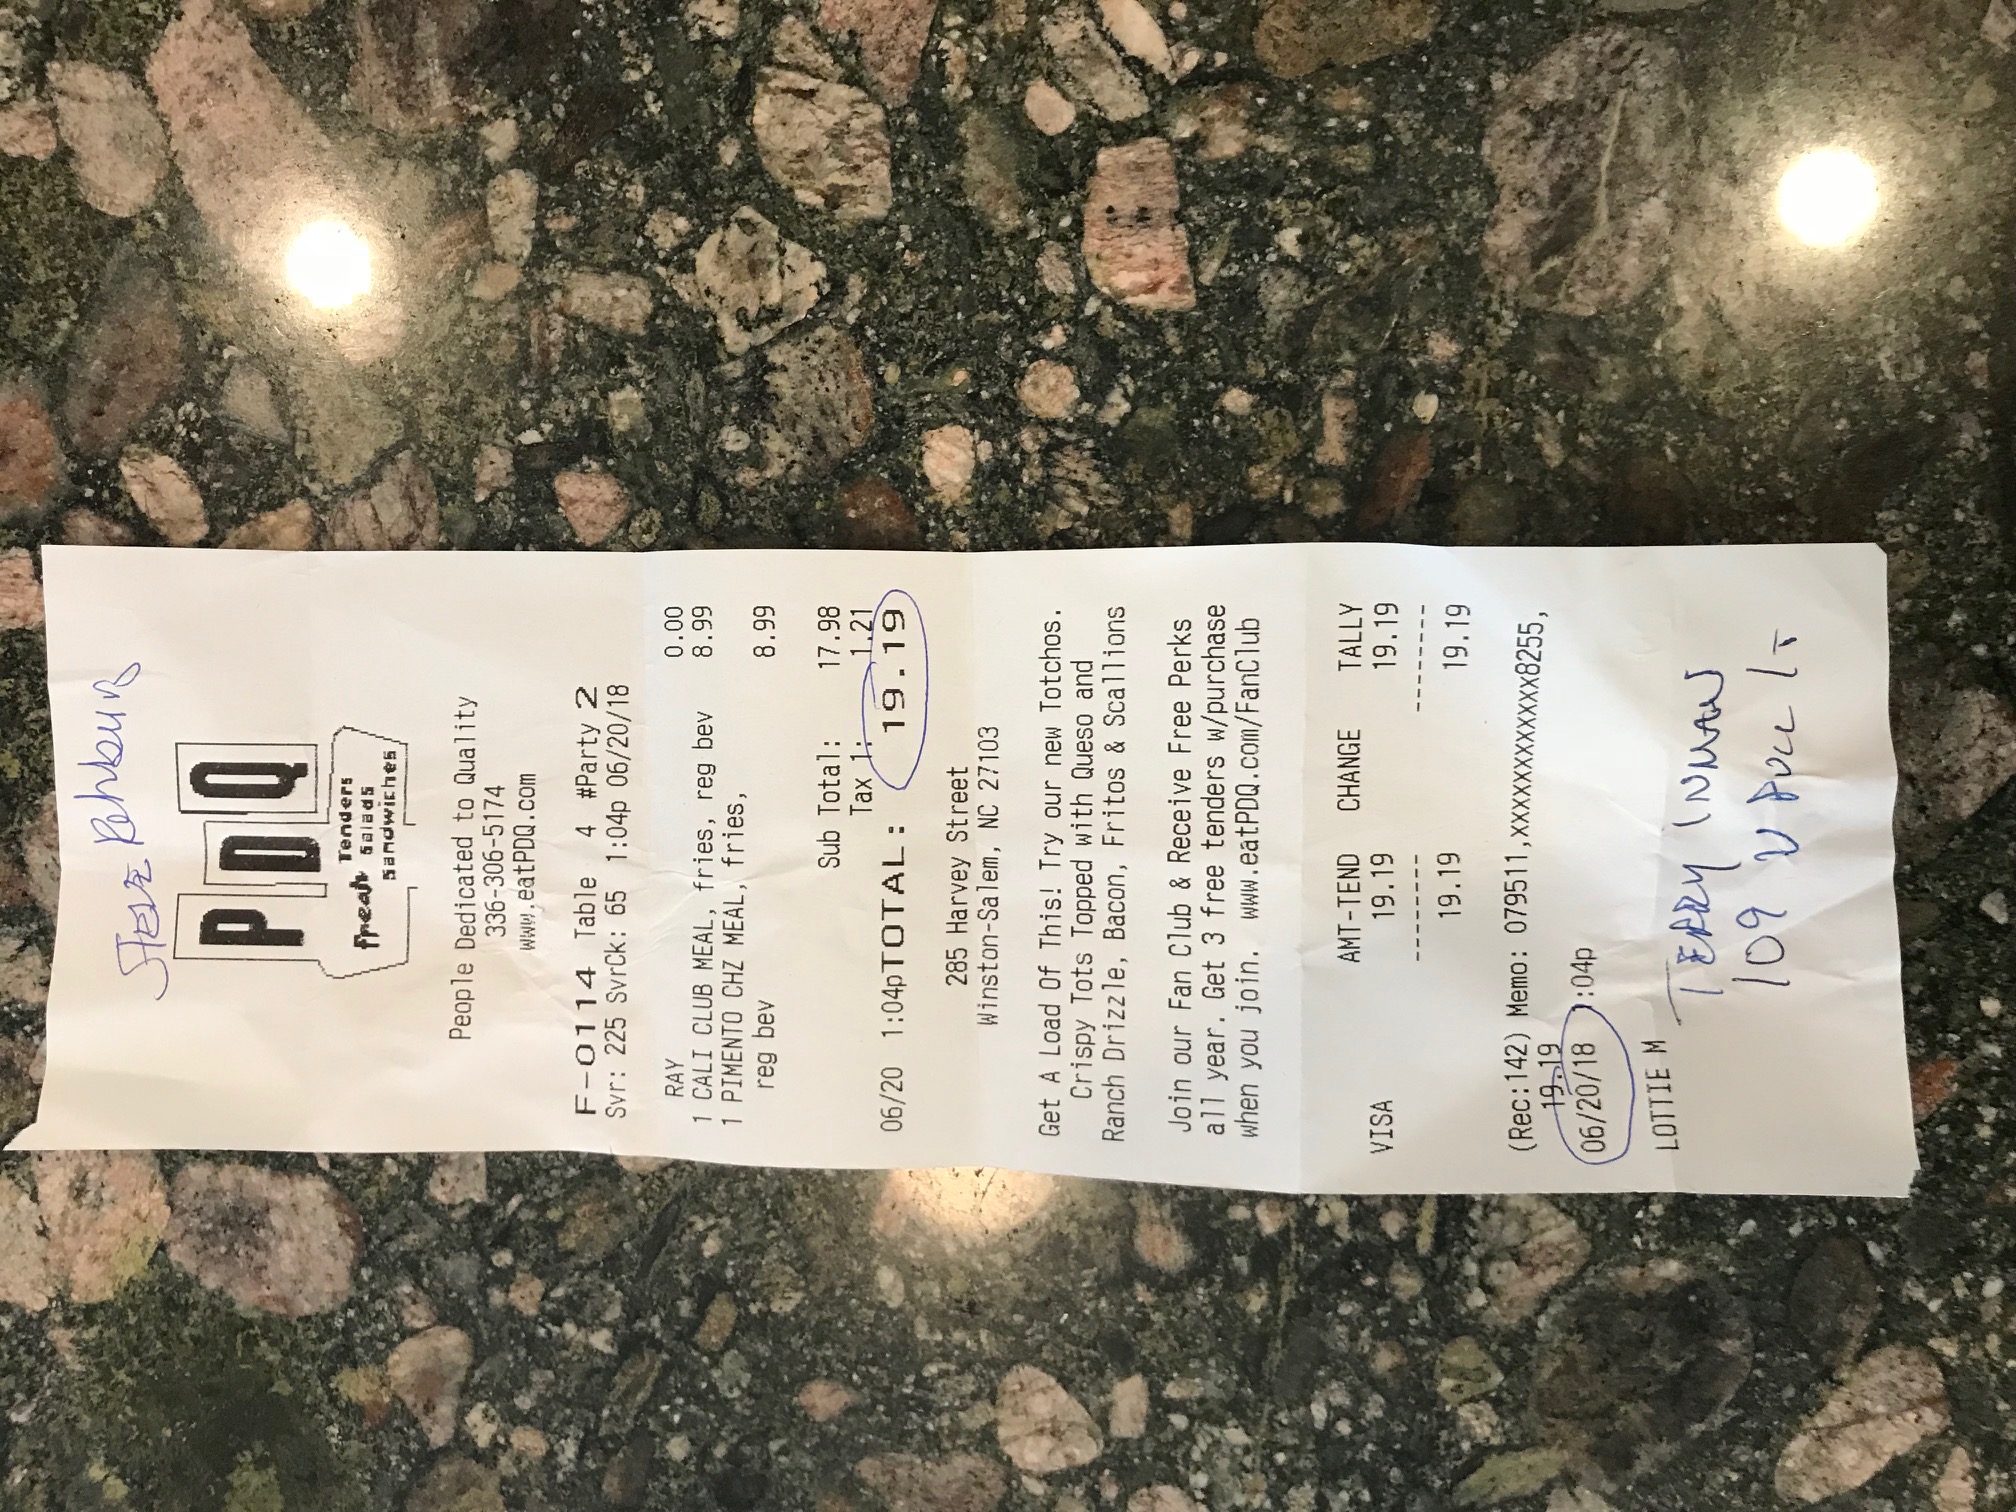 STEVE
PDQ
fresh Tenders
Salads
Sandwiches
People Dedicated to Quality
336-306-5174
www.eatPDQ.com
F-0114 Table 4 #Party 2
Svr: 225 SvrCk: 65 1:04p 06/20/18
RAY 0.00
1 CALI CLUB MEAL, fries, reg bev 8.99
1 PIMENTO CHZ MEAL, fries,
reg bev 8.99
Sub Total: 17.98
Tax 1: 1.21
06/20 1:04pTOTAL: 19.19
285 Harvey Street
Winston-Salem, NC 27103
Get A Load Of This! Try our new Totchos.
Crispy Tots Topped with Queso and
Ranch Drizzle, Bacon, Fritos & Scallions
Join our Fan Club & Receive Free Perks
all year. Get 3 free tenders w/purchase
when you join. www.eatPDQ.com/FanClub
AMT-TEND CHANGE TALLY
VISA 19.19 19.19
-------- --------
19.19 19.19
(Rec:142) Memo: 079511,xxxxxxxxxxxx8255,
19.19
06/20/18 1:04p
LOTTIE M
TERRY INMAN
109 U PULL IT